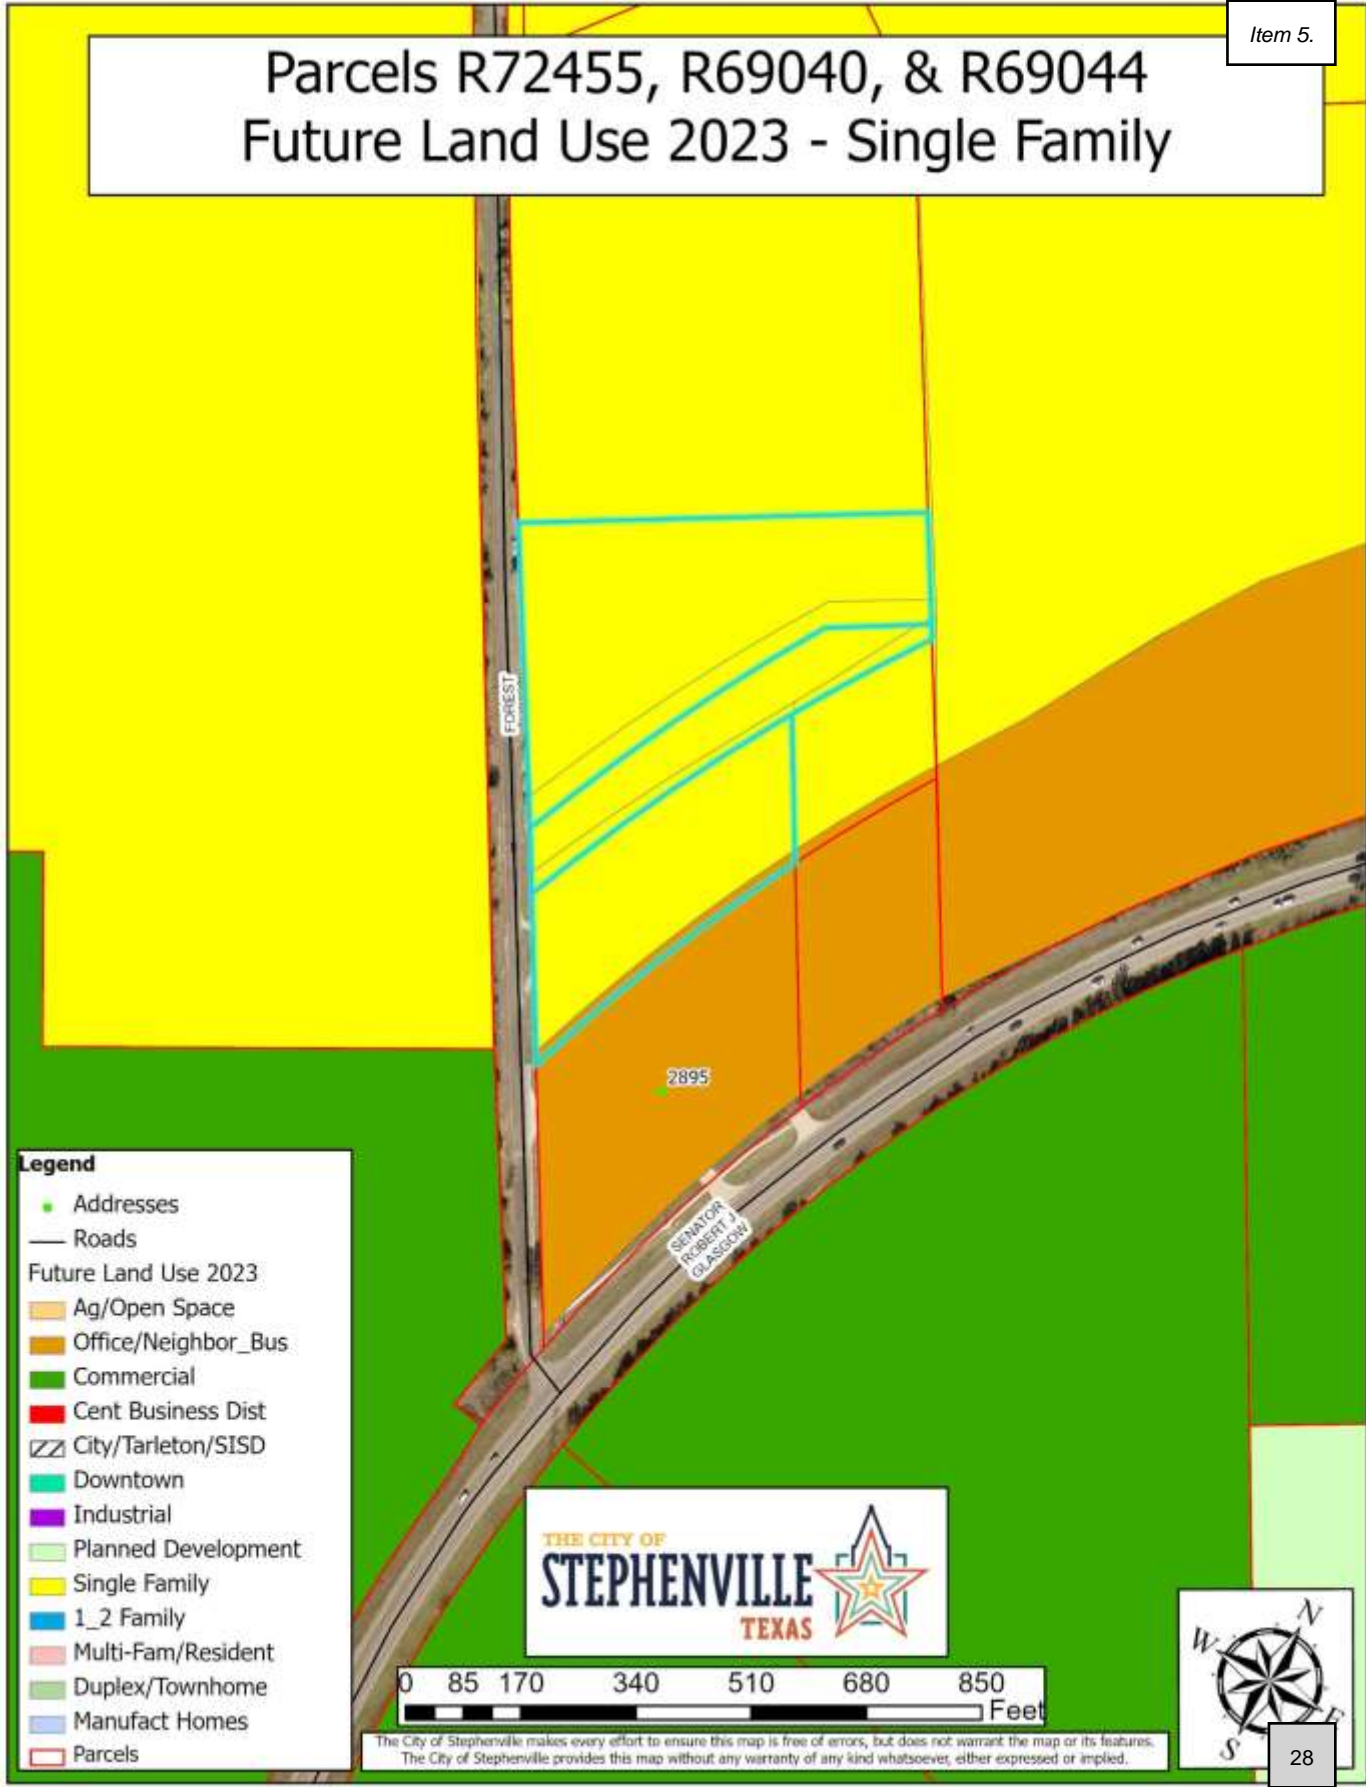 Item 5.
Parcels R72455, R69040, & R69044
Future Land Use 2023 - Single Family
FOREST
2895
SENATOR
ROBERT J
GLASGOW
Legend
Addresses
Roads
Future Land Use 2023
Ag/Open Space
Office/Neighbor_Bus
Commercial
Cent Business Dist
City/Tarleton/SISD
Downtown
Industrial
Planned Development
Single Family
1_2 Family
Multi-Fam/Resident
Duplex/Townhome
Manufact Homes
Parcels
THE CITY OF
STEPHENVILLE
TEXAS
0 85 170 340 510 680 850
Feet
The City of Stephenville makes every effort to ensure this map is free of errors, but does not warrant the map or its features.
The City of Stephenville provides this map without any warranty of any kind whatsoever, either expressed or implied.
N
W
E
S
28